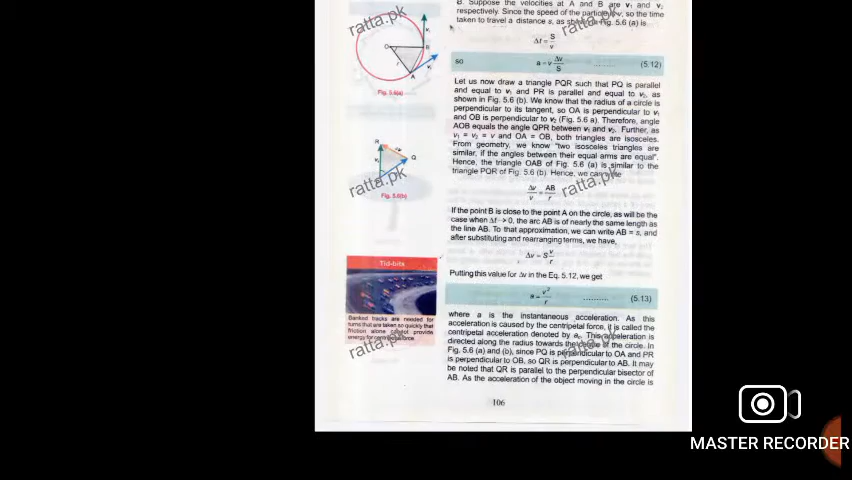 B. Suppose the velocities at A and B are v₁ and v₂
respectively. Since the speed of the particle is v, so the time
taken to travel a distance s, as shown in Fig. 5.6 (a) is
Δt = S/v
so a = v Δv/S .......... (5.12)
Let us now draw a triangle PQR such that PQ is parallel
and equal to v₁ and PR is parallel and equal to v₂, as
shown in Fig. 5.6 (b). We know that the radius of a circle is
perpendicular to its tangent, so OA is perpendicular to v₁
and OB is perpendicular to v₂ (Fig. 5.6 a). Therefore, angle
AOB equals the angle QPR between v₁ and v₂. Further, as
v₁ = v₂ = v and OA = OB, both triangles are isosceles.
From geometry, we know "two isosceles triangles are
similar, if the angles between their equal arms are equal".
Hence, the triangle OAB of Fig. 5.6 (a) is similar to the
triangle PQR of Fig. 5.6 (b). Hence, we can write
Δv/v = AB/r
If the point B is close to the point A on the circle, as will be the
case when Δt → 0, the arc AB is of nearly the same length as
the line AB. To that approximation, we can write AB = s, and
after substituting and rearranging terms, we have,
Δv = S v/r
Putting this value for Δv in the Eq. 5.12, we get
a = v²/r .......... (5.13)
where a is the instantaneous acceleration. As this
acceleration is caused by the centripetal force, it is called the
centripetal acceleration denoted by
This acceleration is
directed along the radius towards the centre of the circle. In
Fig. 5.6 (a) and (b), since PQ is perpendicular to OA and PR
is perpendicular to OB, so QR is perpendicular to AB. It may
be noted that QR is parallel to the perpendicular bisector of
AB. As the acceleration of the object moving in the circle is
106
O
B
A
r
v₂
v₁
Fig. 5.6(a)
R
Q
v₂
Fig. 5.6(b)
Tid-bits
Banked tracks are needed for
turns that are taken so quickly that
friction alone cannot provide
energy for centripetal force.
ratta.pk
ratta.pk
ratta.pk
ratta.pk
ratta.pk
ratta.pk
MASTER RECORDER